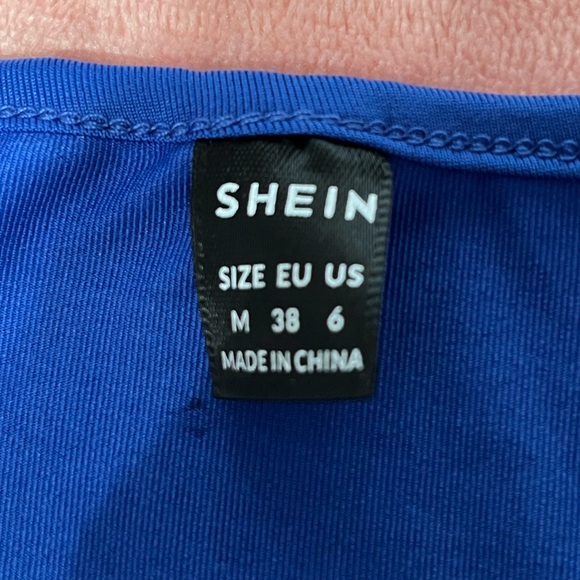 SHEIN
SIZE EU US
M 38 6
MADE IN CHINA